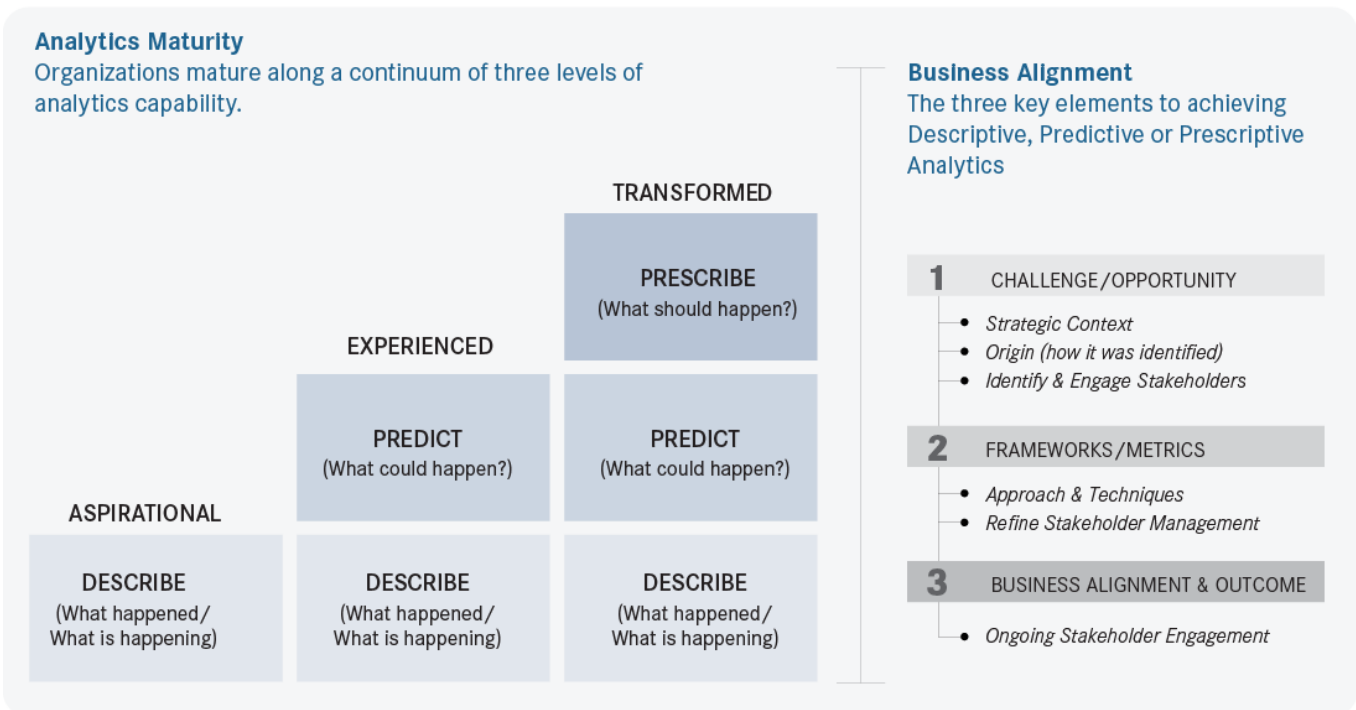 Analytics Maturity
Organizations mature along a continuum of three levels of
analytics capability.
TRANSFORMED
PRESCRIBE
(What should happen?)
EXPERIENCED
PREDICT
(What could happen?)
PREDICT
(What could happen?)
ASPIRATIONAL
DESCRIBE
(What happened/
What is happening)
DESCRIBE
(What happened/
What is happening)
DESCRIBE
(What happened/
What is happening)
Business Alignment
The three key elements to achieving
Descriptive, Predictive or Prescriptive
Analytics
1 CHALLENGE/OPPORTUNITY
Strategic Context
Origin (how it was identified)
Identify & Engage Stakeholders
2 FRAMEWORKS/METRICS
Approach & Techniques
Refine Stakeholder Management
3 BUSINESS ALIGNMENT & OUTCOME
Ongoing Stakeholder Engagement